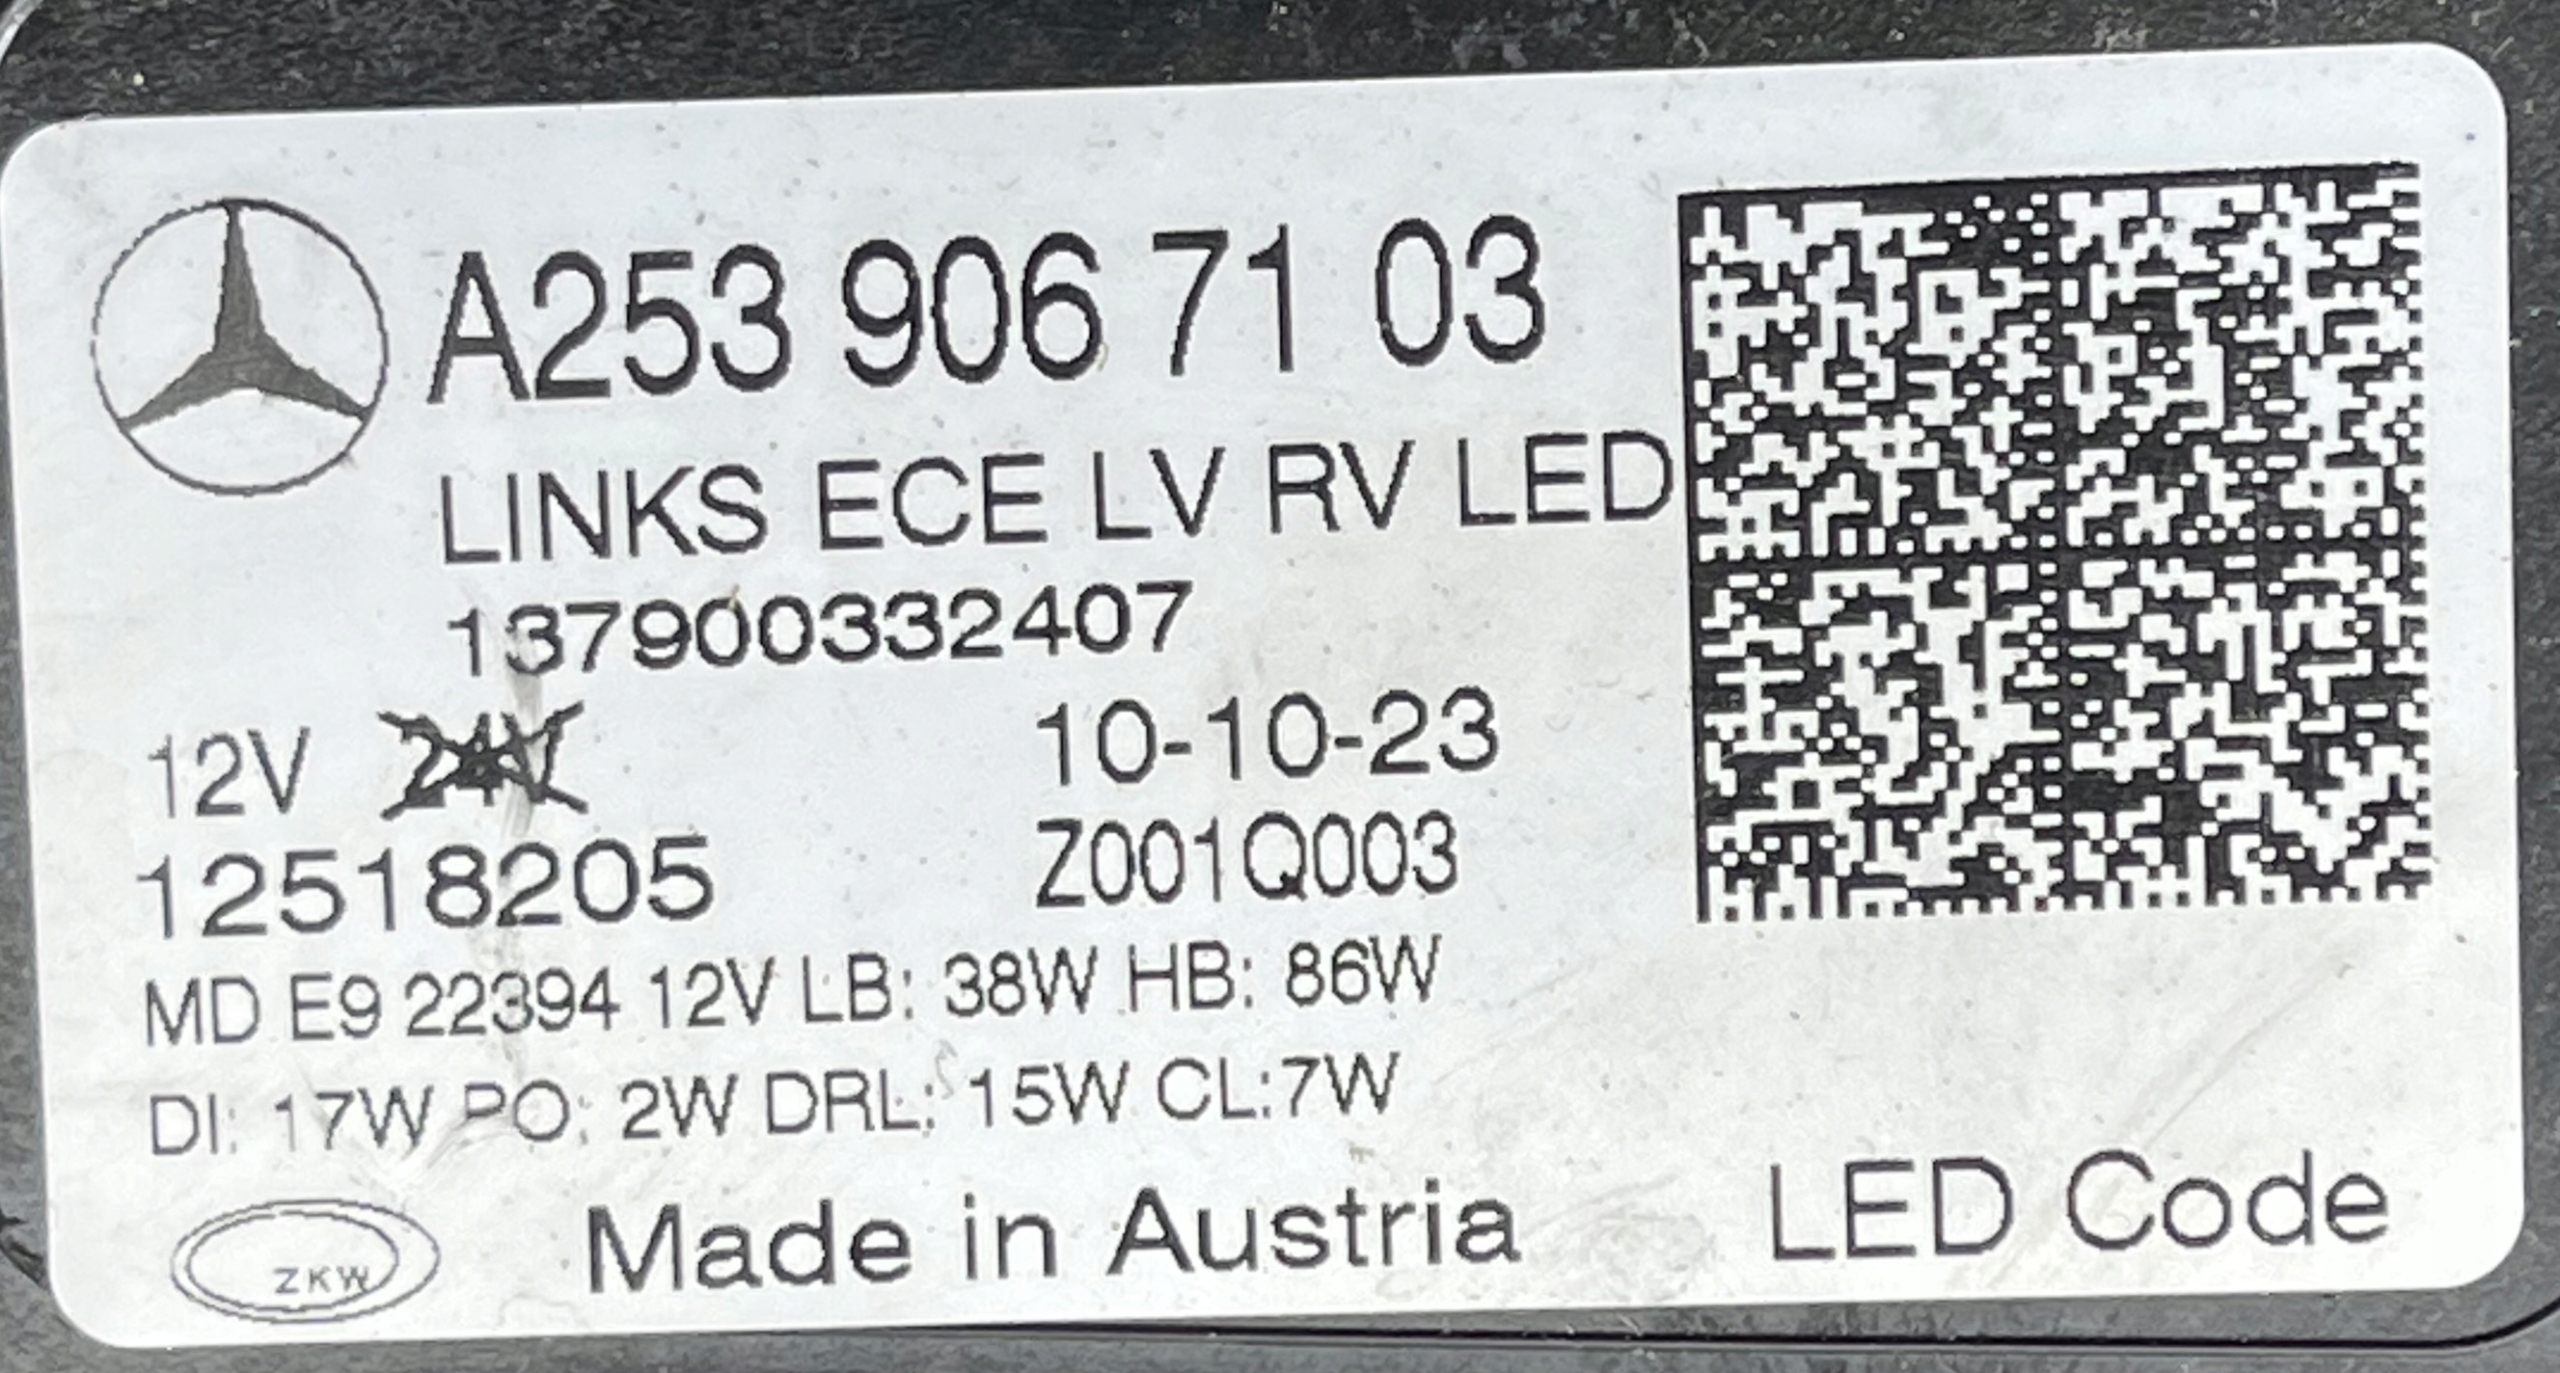 A253 906 71 03
LINKS ECE LV RV LED
137900332407
12V 24V 10-10-23
12518205 Z001Q003
MD E9 22394 12V LB: 38W HB: 86W
DI: 17W PO: 2W DRL: 15W CL:7W
ZKW Made in Austria LED Code